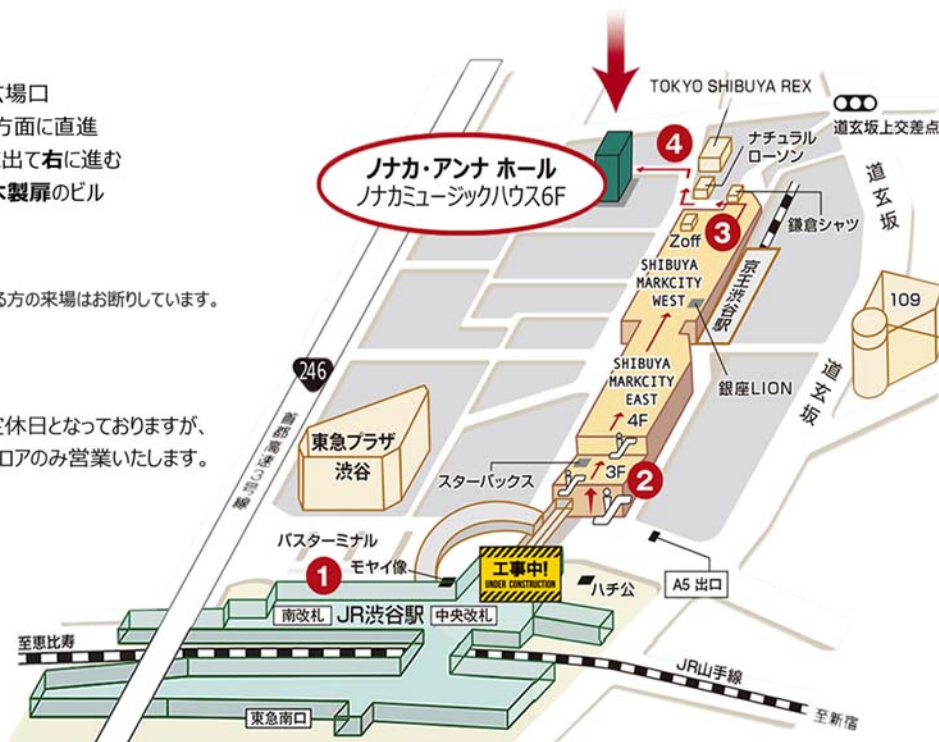 広場口
方面に直進
に出て右に進む
木製扉のビル
る方の来場はお断りしています。
定休日となっておりますが、
ロアのみ営業いたします。
TOKYO SHIBUYA REX
道玄坂上交差点
ノナカ・アンナ ホール
ノナカミュージックハウス6F
4
ナチュラル
ローソン
道玄坂
鎌倉シャツ
3
Zoff
SHIBUYA
MARKCITY
WEST
京王渋谷駅
109
246
首都高速3号線
SHIBUYA
MARKCITY
EAST
銀座LION
道玄坂
4F
東急プラザ
渋谷
スターバックス
3F
2
バスターミナル
1
モヤイ像
工事中!
UNDER CONSTRUCTION
ハチ公
A5 出口
南改札
JR渋谷駅
中央改札
至恵比寿
JR山手線
東急南口
至新宿